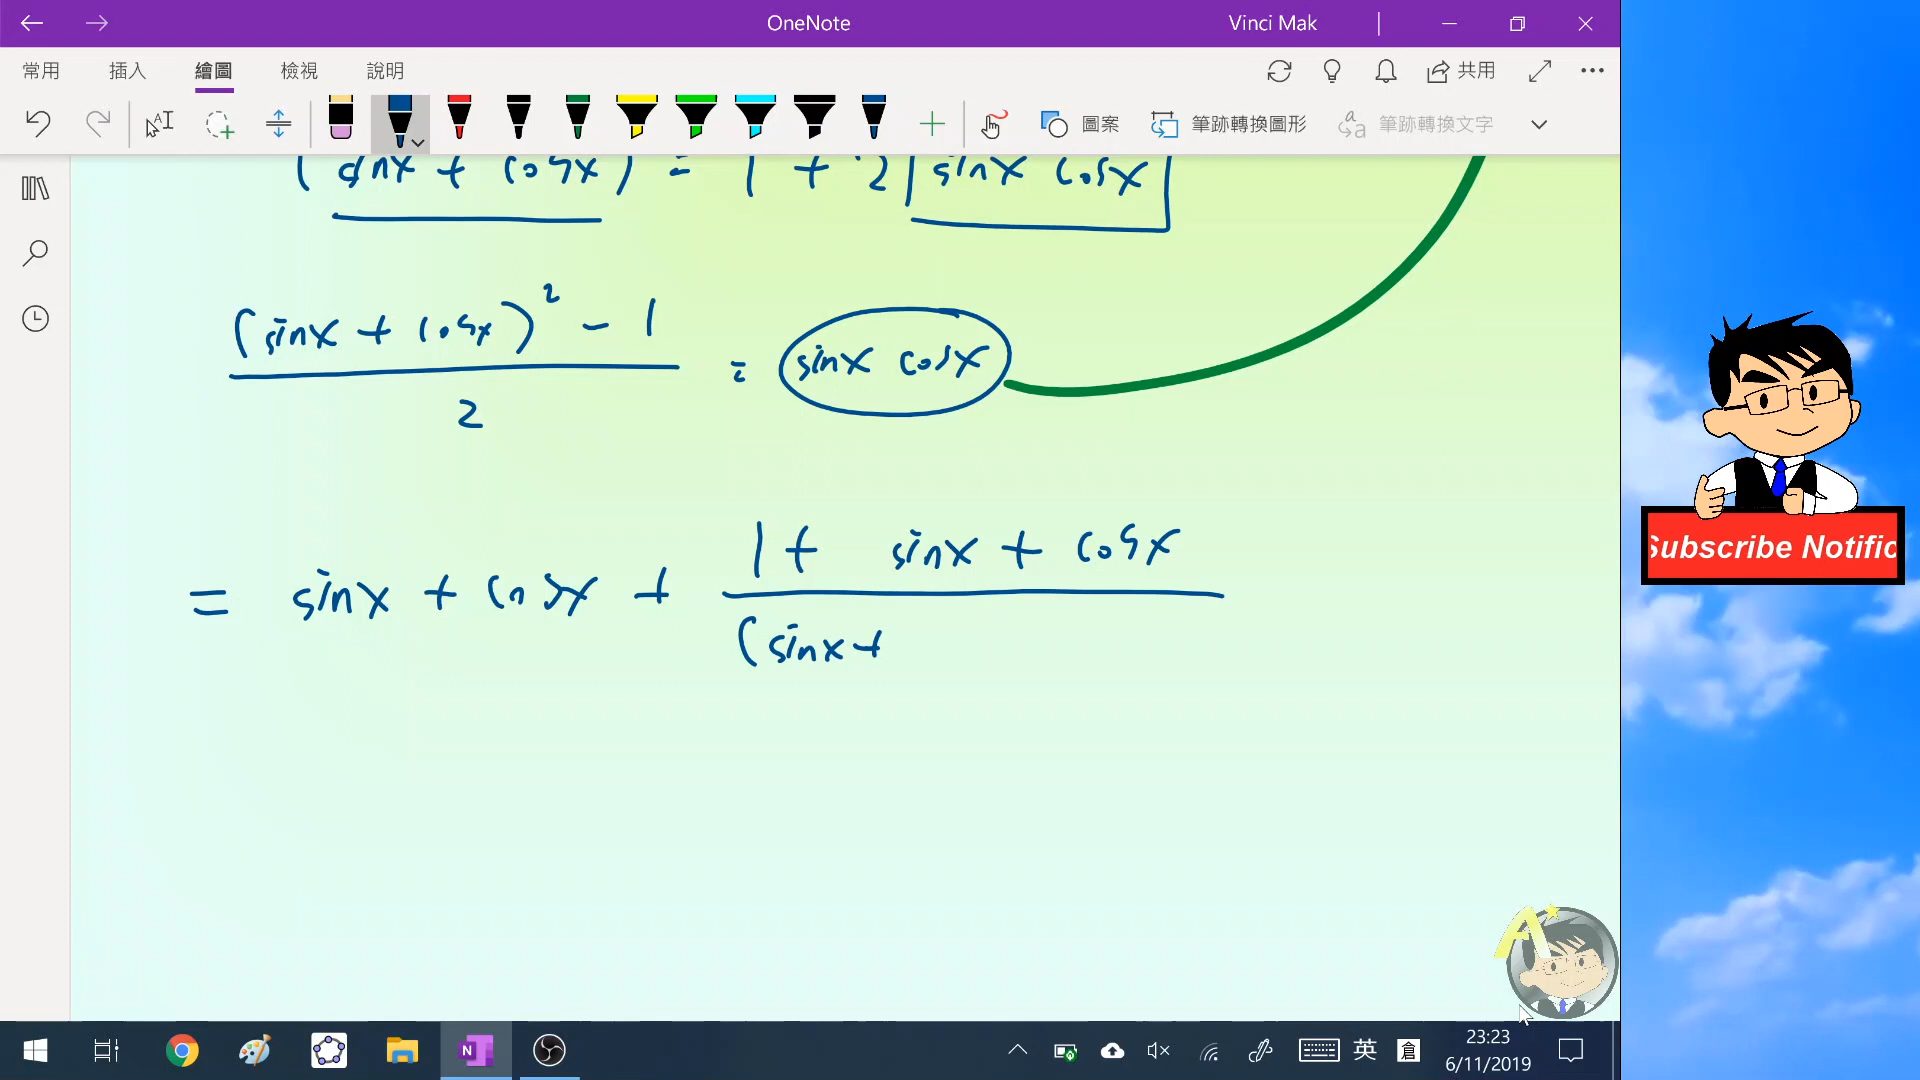 OneNote
Vinci Mak
常用 插入 繪圖 檢視 說明
共用
圖案 筆跡轉換圖形 筆跡轉換文字
(sinx + cosx) = 1 + 2 sinx cosx
(sinx + cosx)² - 1
2
= sinx cosx
1 + sinx + cosx
= sinx + cosx +
(sinx +
Subscribe Notific
A
英 倉
23:23
6/11/2019